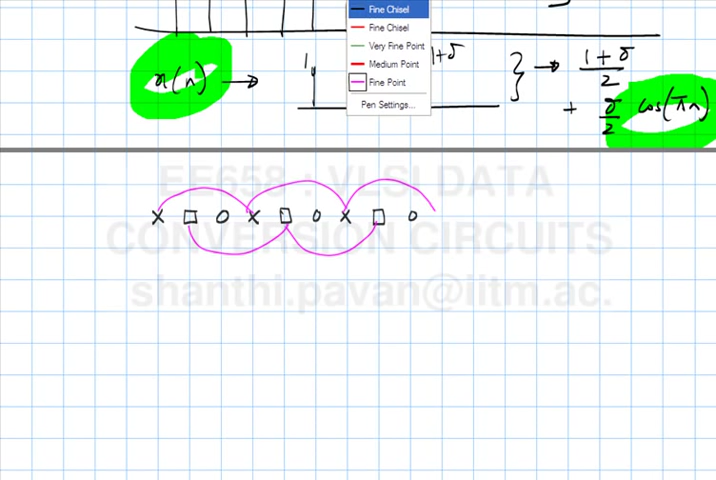 Fine Chisel
Fine Chisel
Very Fine Point
Medium Point
Fine Point
Pen Settings...
x(n) → 1 1+δ } → 1+δ/2
+ δ/2 cos(πn)
EE658 : VLSI DATA
CONVERSION CIRCUITS
shanthi.pavan@iitm.ac.
X □ O X □ O X □ O